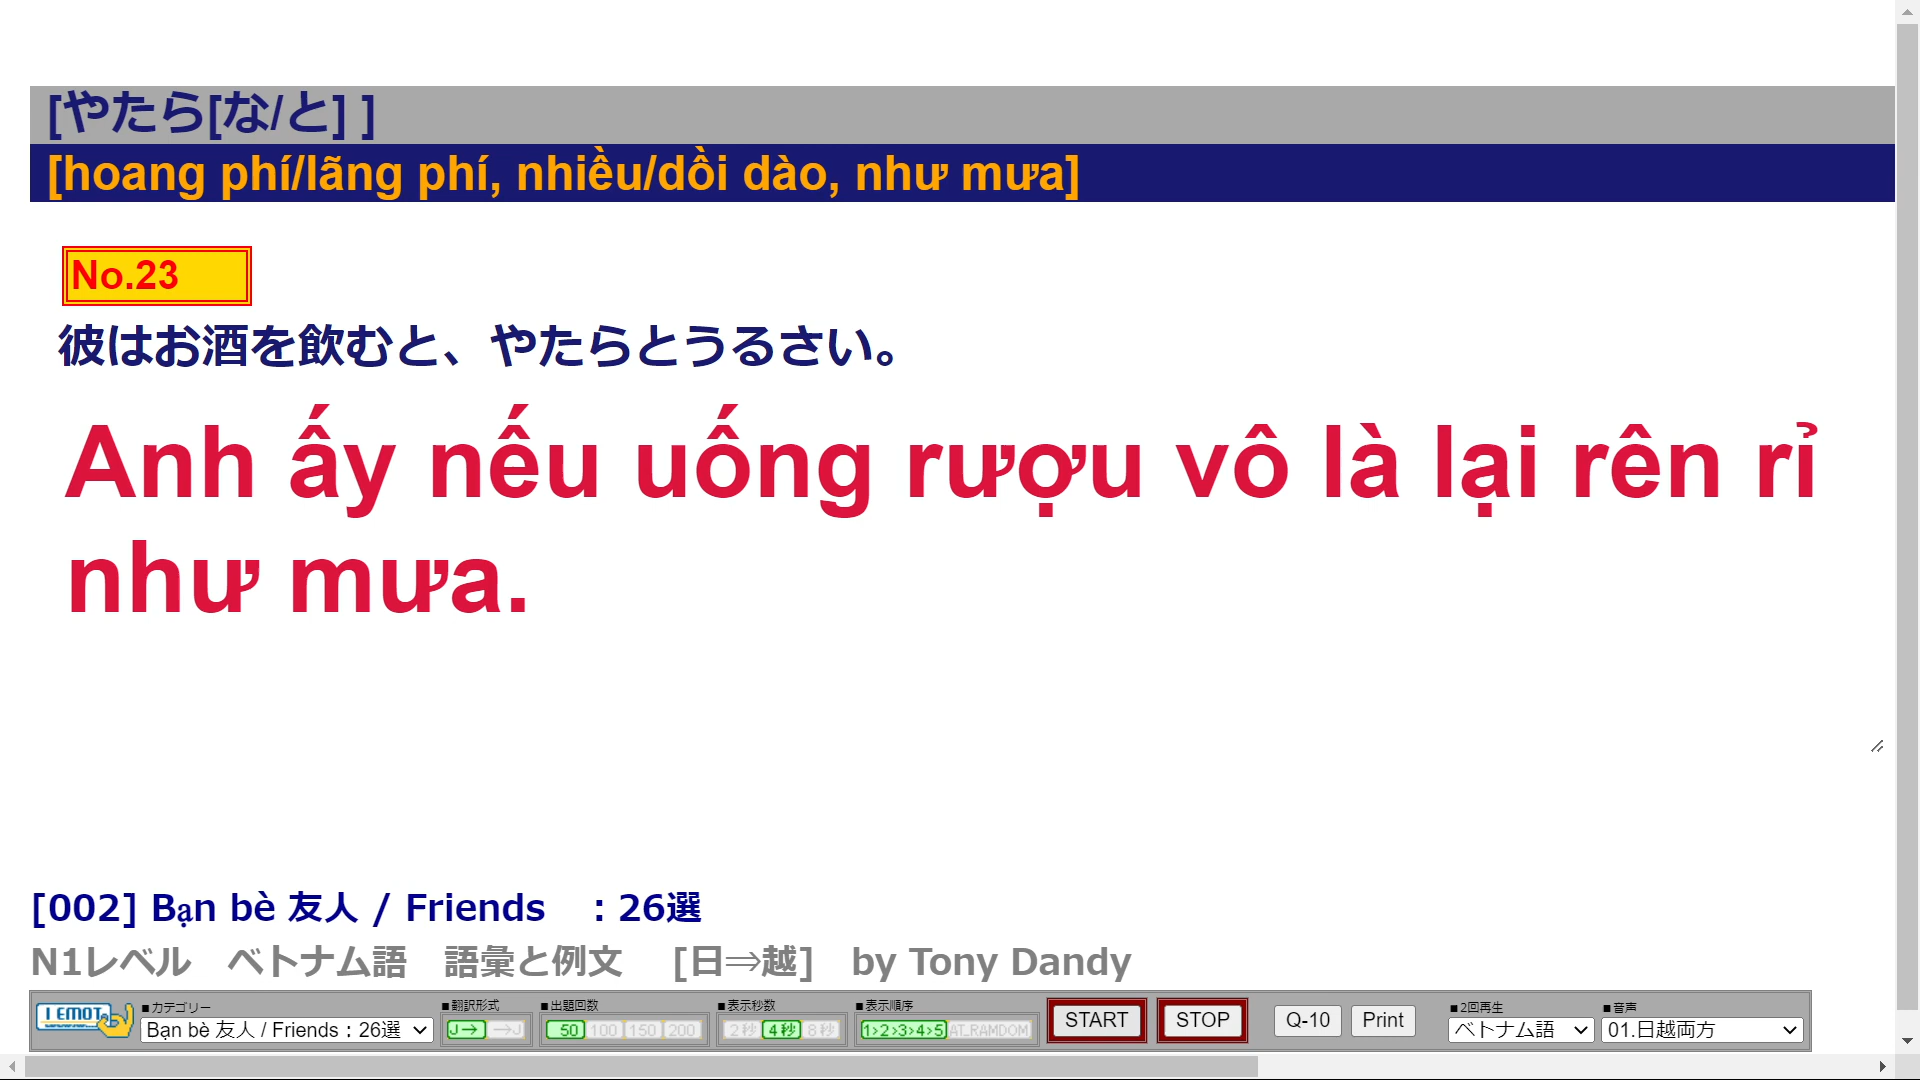 [やたら[な/と] ]
[hoang phí/lãng phí, nhiều/dồi dào, như mưa]
No.23
彼はお酒を飲むと、やたらとうるさい。
Anh ấy nếu uống rượu vô là lại rên rỉ
như mưa.
[002] Bạn bè 友人 / Friends : 26選
N1レベル ベトナム語 語彙と例文 [日⇒越] by Tony Dandy
■カテゴリー ■翻訳形式 ■出題回数 ■表示秒数 ■表示順序 ■2回再生 ■音声
I EMOT Bạn bè 友人 / Friends : 26選 J→ →J 50 100 150 200 2秒 4秒 8秒 1>2>3>4>5 AT_RAMDOM START STOP Q-10 Print ベトナム語 01.日越両方